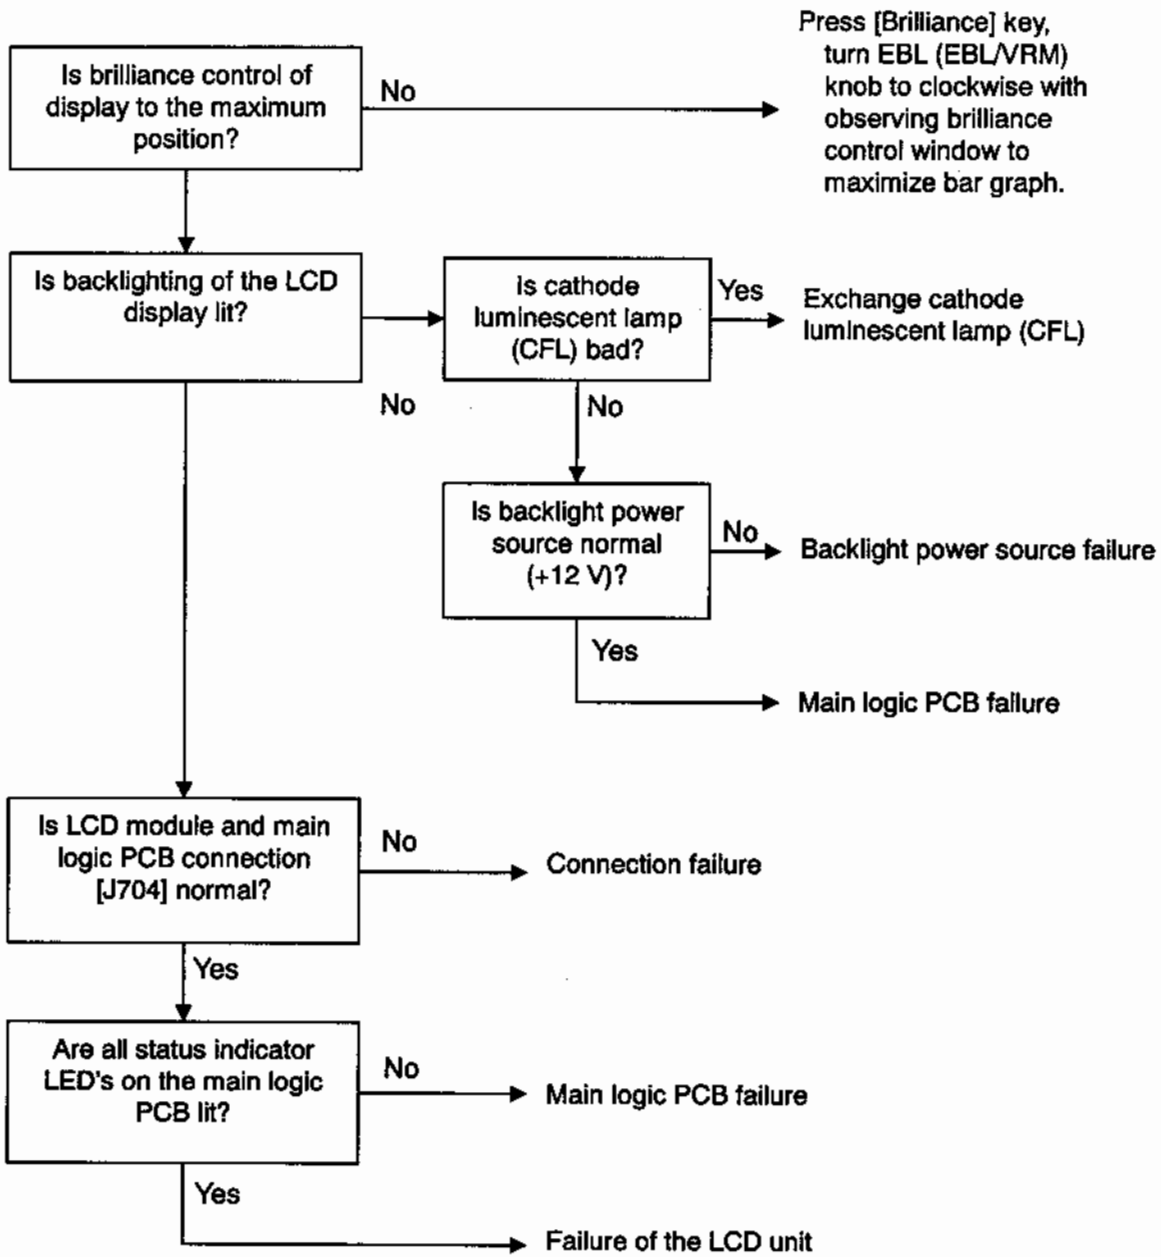 Press [Brilliance] key,
turn EBL (EBL/VRM)
knob to clockwise with
observing brilliance
control window to
maximize bar graph.
Is brilliance control of
display to the maximum
position?
No
Is backlighting of the LCD
display lit?
No
Is cathode
luminescent lamp
(CFL) bad?
Yes
Exchange cathode
luminescent lamp (CFL)
No
Is backlight power
source normal
(+12 V)?
No
Backlight power source failure
Yes
Main logic PCB failure
Is LCD module and main
logic PCB connection
[J704] normal?
No
Connection failure
Yes
Are all status indicator
LED's on the main logic
PCB lit?
No
Main logic PCB failure
Yes
Failure of the LCD unit